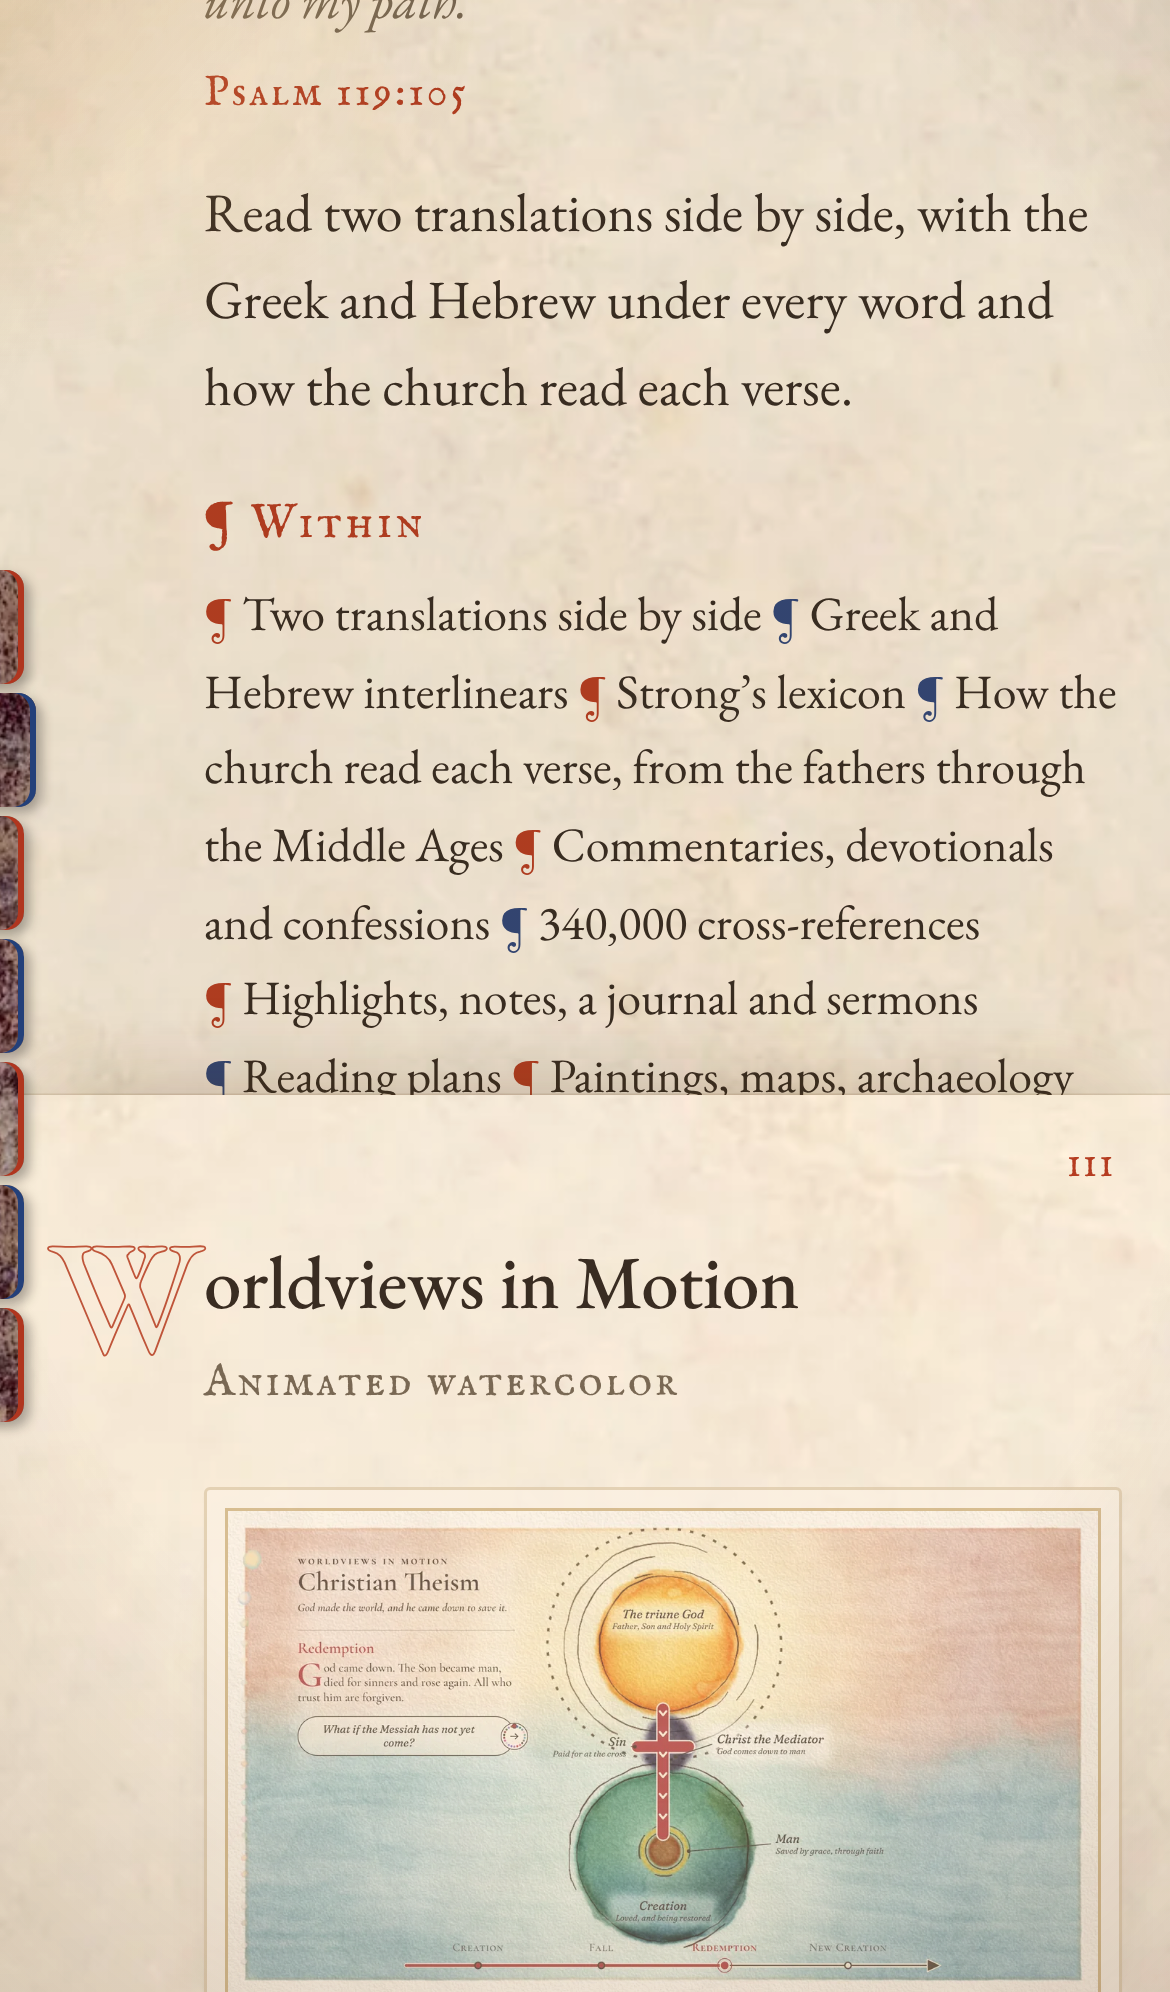 unto my path.
Psalm 119:105
Read two translations side by side, with the
Greek and Hebrew under every word and
how the church read each verse.
¶ Within
¶ Two translations side by side ¶ Greek and
Hebrew interlinears ¶ Strong’s lexicon ¶ How the
church read each verse, from the fathers through
the Middle Ages ¶ Commentaries, devotionals
and confessions ¶ 340,000 cross-references
¶ Highlights, notes, a journal and sermons
¶ Reading plans ¶ Paintings, maps, archaeology
III
Worldviews in Motion
Animated watercolor
WORLDVIEWS IN MOTION
Christian Theism
God made the world, and he came down to save it.
Redemption
God came down. The Son became man,
died for sinners and rose again. All who
trust him are forgiven.
What if the Messiah has not yet
come?
The triune God
Father, Son and Holy Spirit
Sin
Paid for at the cross
Christ the Mediator
God comes down to man
Man
Saved by grace, through faith
Creation
Loved, and being restored
Creation Fall Redemption New Creation